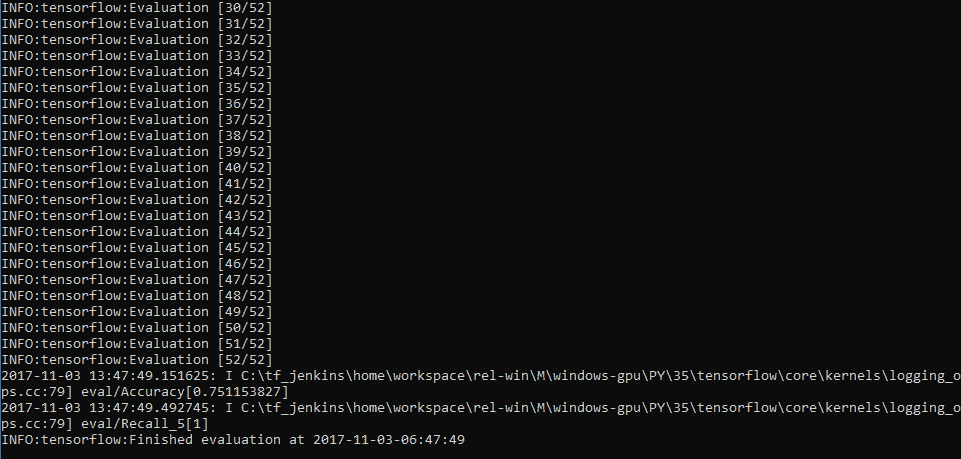 INFO:tensorflow:Evaluation [30/52]
INFO:tensorflow:Evaluation [31/52]
INFO:tensorflow:Evaluation [32/52]
INFO:tensorflow:Evaluation [33/52]
INFO:tensorflow:Evaluation [34/52]
INFO:tensorflow:Evaluation [35/52]
INFO:tensorflow:Evaluation [36/52]
INFO:tensorflow:Evaluation [37/52]
INFO:tensorflow:Evaluation [38/52]
INFO:tensorflow:Evaluation [39/52]
INFO:tensorflow:Evaluation [40/52]
INFO:tensorflow:Evaluation [41/52]
INFO:tensorflow:Evaluation [42/52]
INFO:tensorflow:Evaluation [43/52]
INFO:tensorflow:Evaluation [44/52]
INFO:tensorflow:Evaluation [45/52]
INFO:tensorflow:Evaluation [46/52]
INFO:tensorflow:Evaluation [47/52]
INFO:tensorflow:Evaluation [48/52]
INFO:tensorflow:Evaluation [49/52]
INFO:tensorflow:Evaluation [50/52]
INFO:tensorflow:Evaluation [51/52]
INFO:tensorflow:Evaluation [52/52]
2017-11-03 13:47:49.151625: I C:\tf_jenkins\home\workspace\rel-win\M\windows-gpu\PY\35\tensorflow\core\kernels\logging_o
ps.cc:79] eval/Accuracy[0.751153827]
2017-11-03 13:47:49.492745: I C:\tf_jenkins\home\workspace\rel-win\M\windows-gpu\PY\35\tensorflow\core\kernels\logging_o
ps.cc:79] eval/Recall_5[1]
INFO:tensorflow:Finished evaluation at 2017-11-03-06:47:49